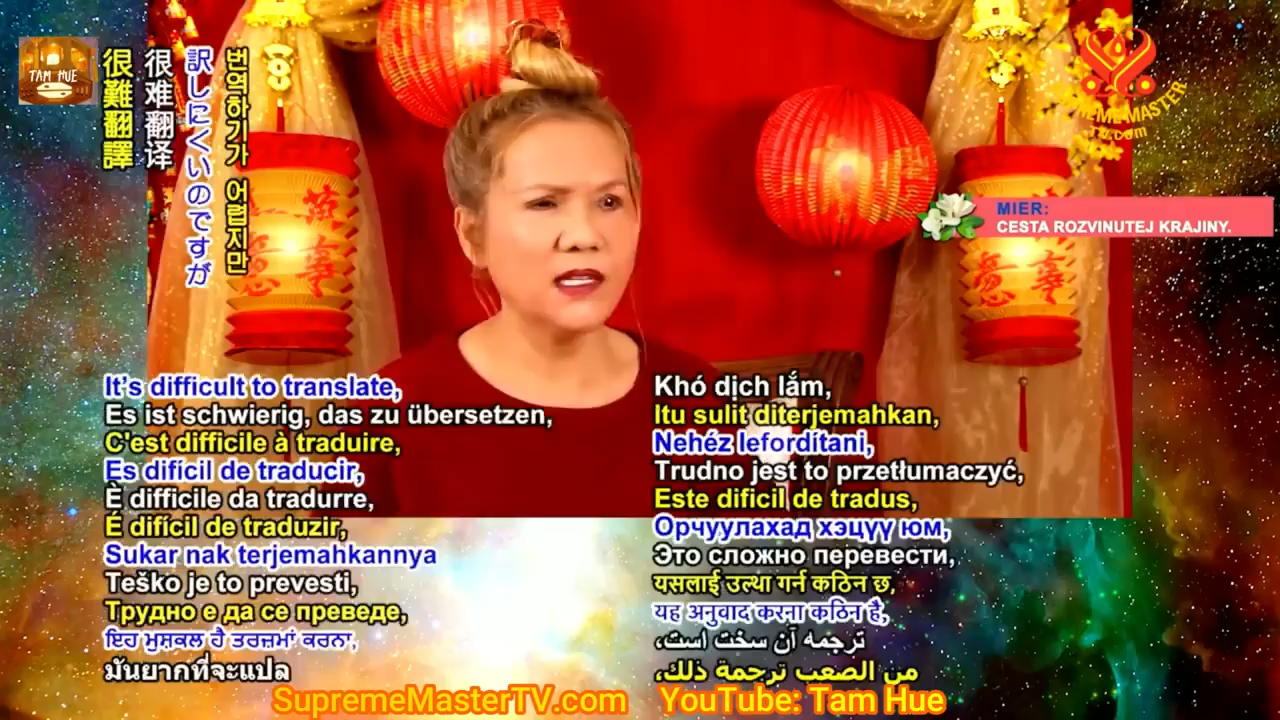 TAM HUE
很難翻譯
很难翻译
訳しにくいのですが
번역하기가 어렵지만
SUPREME MASTER
TV.com
MIER:
CESTA ROZVINUTEJ KRAJINY.
It's difficult to translate,
Es ist schwierig, das zu übersetzen,
C'est difficile à traduire,
Es difícil de traducir,
È difficile da tradurre,
É difícil de traduzir,
Sukar nak terjemahkannya
Teško je to prevesti,
Трудно е да се преведе,
ਇਹ ਮੁਸ਼ਕਲ ਹੈ ਤਰਜ਼ਮਾਂ ਕਰਨਾ,
มันยากที่จะแปล
Khó dịch lắm,
Itu sulit diterjemahkan,
Nehéz lefordítani,
Trudno jest to przetłumaczyć,
Este dificil de tradus,
Орчуулахад хэцүү юм,
Это сложно перевести,
यसलाई उल्था गर्न कठिन छ,
यह अनुवाद करना कठिन है,
ترجمه آن سخت است،
من الصعب ترجمة ذلك،
SupremeMasterTV.com YouTube: Tam Hue